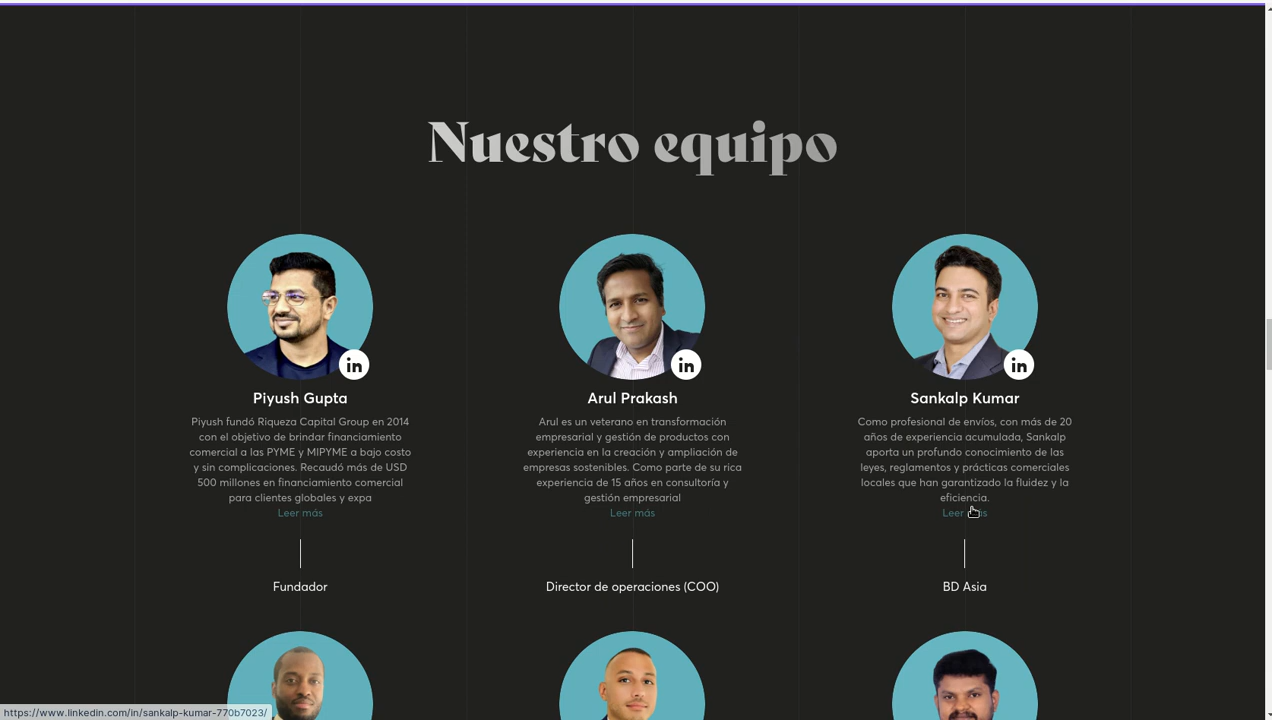 Nuestro equipo
in
in
in
Piyush Gupta
Piyush fundó Riqueza Capital Group en 2014
con el objetivo de brindar financiamiento
comercial a las PYME y MIPYME a bajo costo
y sin complicaciones. Recaudó más de USD
500 millones en financiamiento comercial
para clientes globales y expa
Leer más
Fundador
Arul Prakash
Arul es un veterano en transformación
empresarial y gestión de productos con
experiencia en la creación y ampliación de
empresas sostenibles. Como parte de su rica
experiencia de 15 años en consultoría y
gestión empresarial
Leer más
Director de operaciones (COO)
Sankalp Kumar
Como profesional de envíos, con más de 20
años de experiencia acumulada, Sankalp
aporta un profundo conocimiento de las
leyes, reglamentos y prácticas comerciales
locales que han garantizado la fluidez y la
eficiencia.
Leer más
BD Asia
https://www.linkedin.com/in/sankalp-kumar-770b7023/